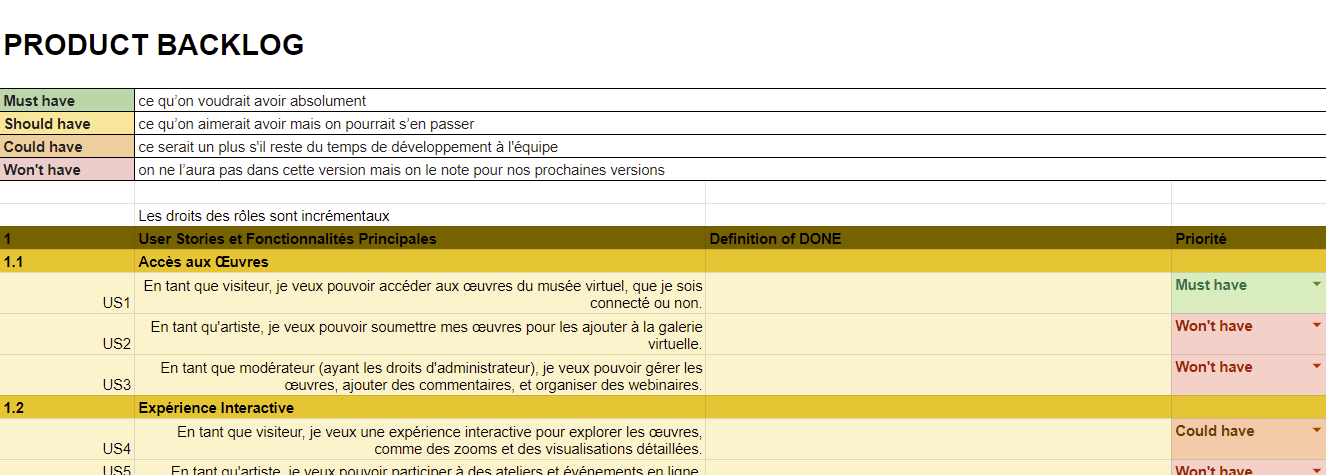 PRODUCT BACKLOG
Must have ce qu’on voudrait avoir absolument
Should have ce qu’on aimerait avoir mais on pourrait s’en passer
Could have ce serait un plus s'il reste du temps de développement à l'équipe
Won't have on ne l’aura pas dans cette version mais on le note pour nos prochaines versions
Les droits des rôles sont incrémentaux
1 User Stories et Fonctionnalités Principales Definition of DONE Priorité
1.1 Accès aux Œuvres
En tant que visiteur, je veux pouvoir accéder aux œuvres du musée virtuel, que je sois Must have
US1 connecté ou non.
En tant qu'artiste, je veux pouvoir soumettre mes œuvres pour les ajouter à la galerie Won't have
US2 virtuelle.
En tant que modérateur (ayant les droits d'administrateur), je veux pouvoir gérer les Won't have
US3 œuvres, ajouter des commentaires, et organiser des webinaires.
1.2 Expérience Interactive
En tant que visiteur, je veux une expérience interactive pour explorer les œuvres, Could have
US4 comme des zooms et des visualisations détaillées.
US5 En tant qu'artiste, je veux pouvoir participer à des ateliers et événements en ligne Won't have